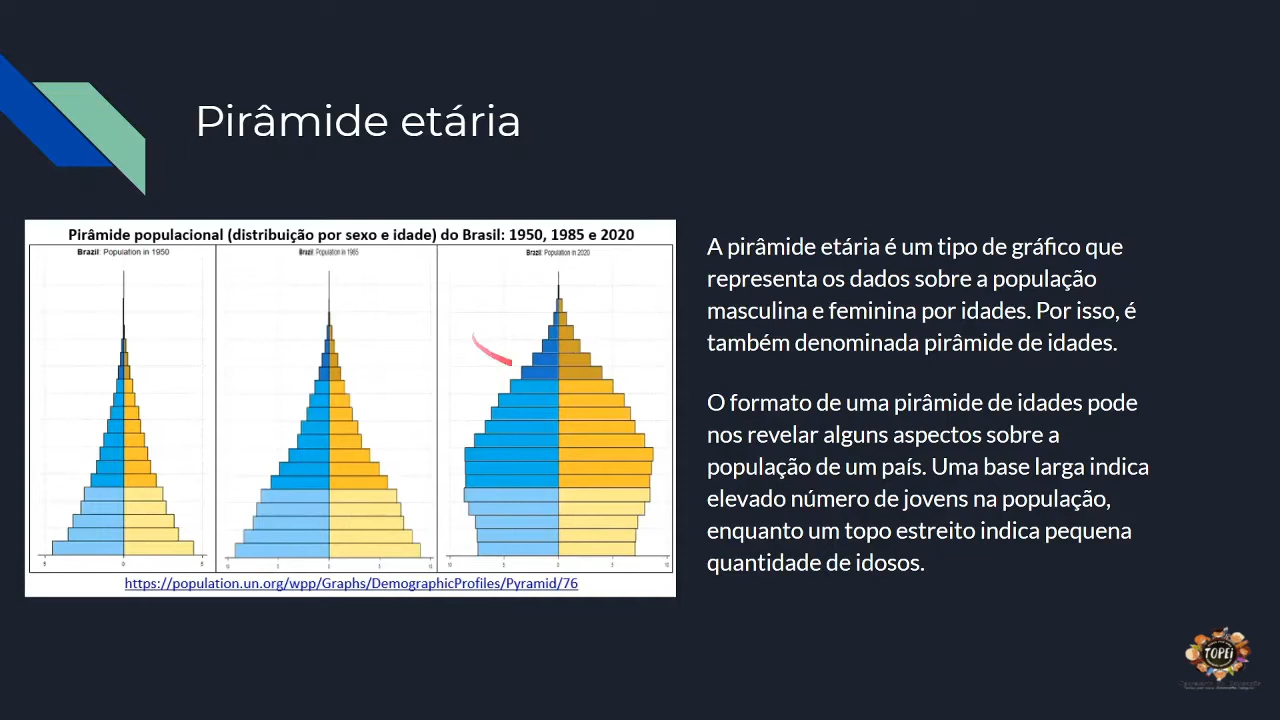 Pirâmide etária
Pirâmide populacional (distribuição por sexo e idade) do Brasil: 1950, 1985 e 2020
Brazil: Population in 1950
Brazil: Population in 1985
Brazil: Population in 2020
https://population.un.org/wpp/Graphs/DemographicProfiles/Pyramid/76
A pirâmide etária é um tipo de gráfico que
representa os dados sobre a população
masculina e feminina por idades. Por isso, é
também denominada pirâmide de idades.
O formato de uma pirâmide de idades pode
nos revelar alguns aspectos sobre a
população de um país. Uma base larga indica
elevado número de jovens na população,
enquanto um topo estreito indica pequena
quantidade de idosos.
TOPEI